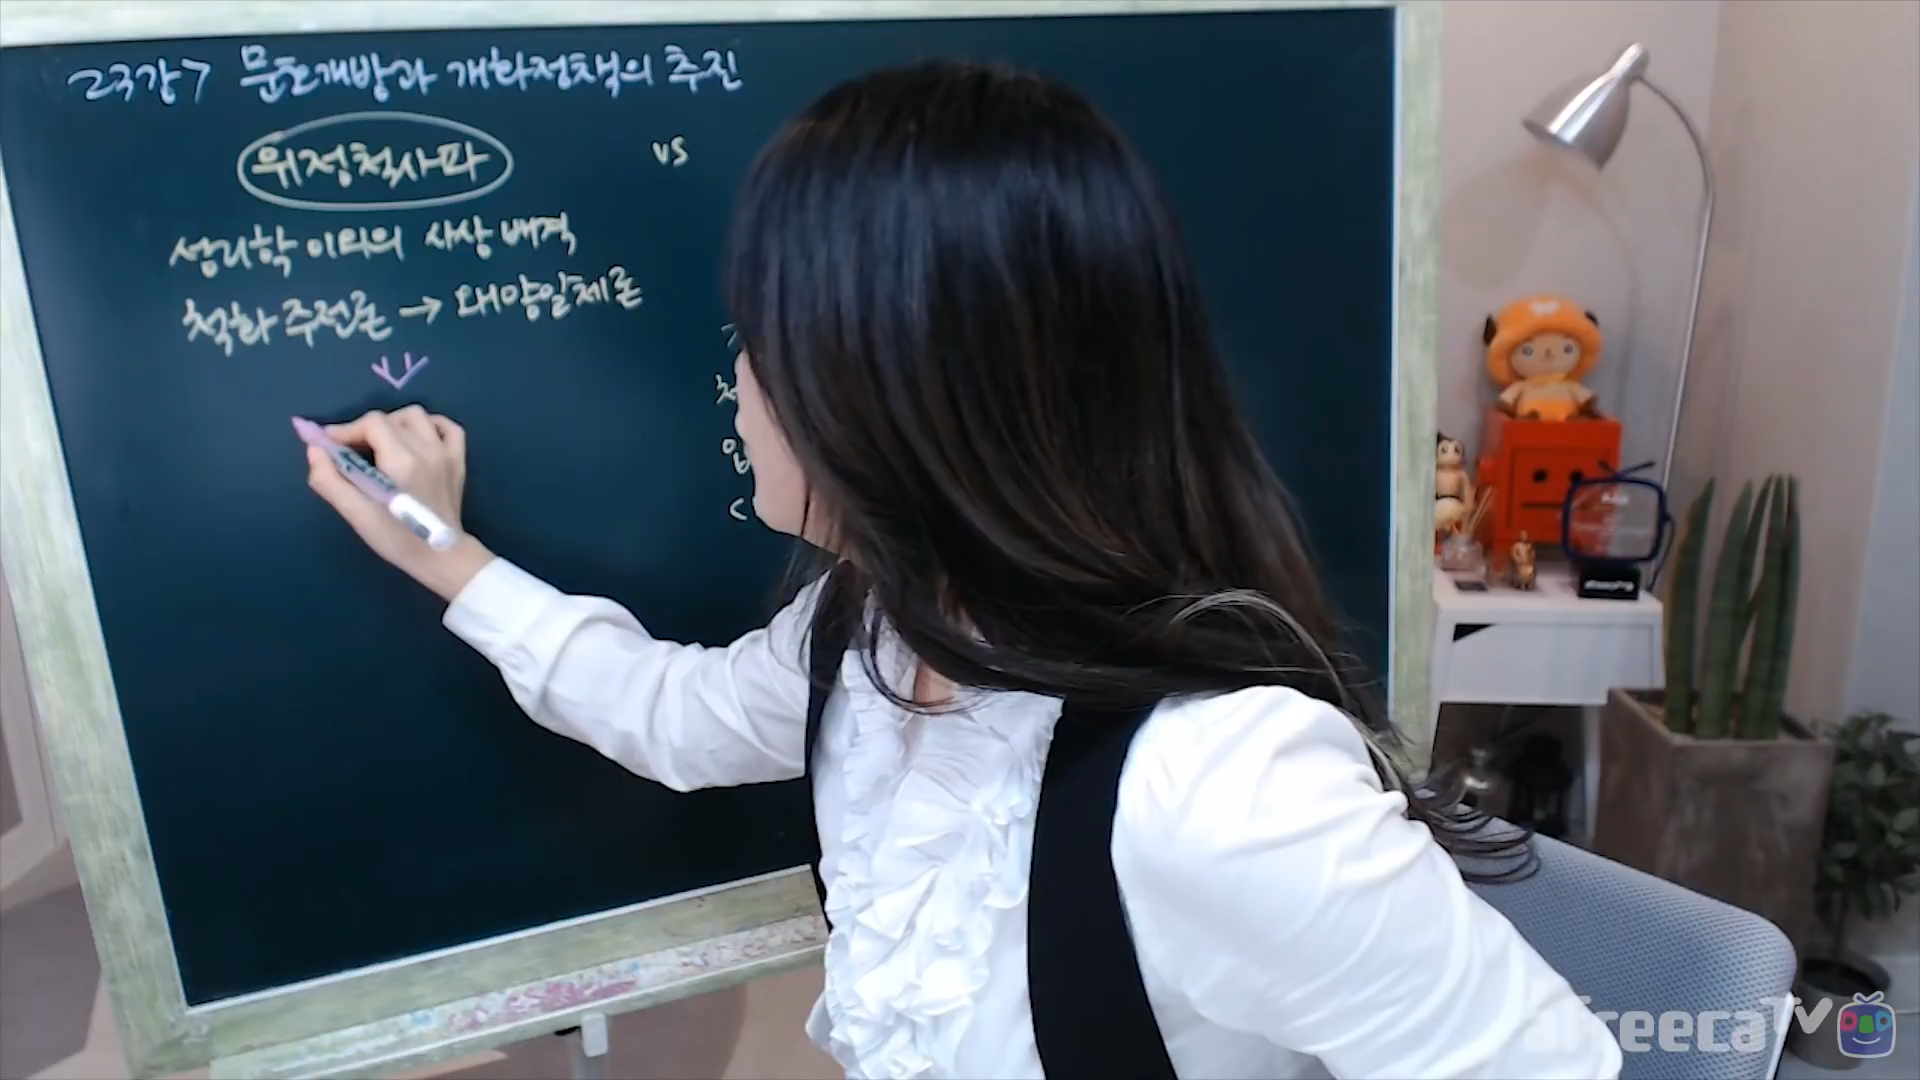 고국강7 문호개방과 개화정책의 추진
위정척사파
vs
성리학 이외의 사상 배격
척화주전론 → 왜양일체론
afreecaTV